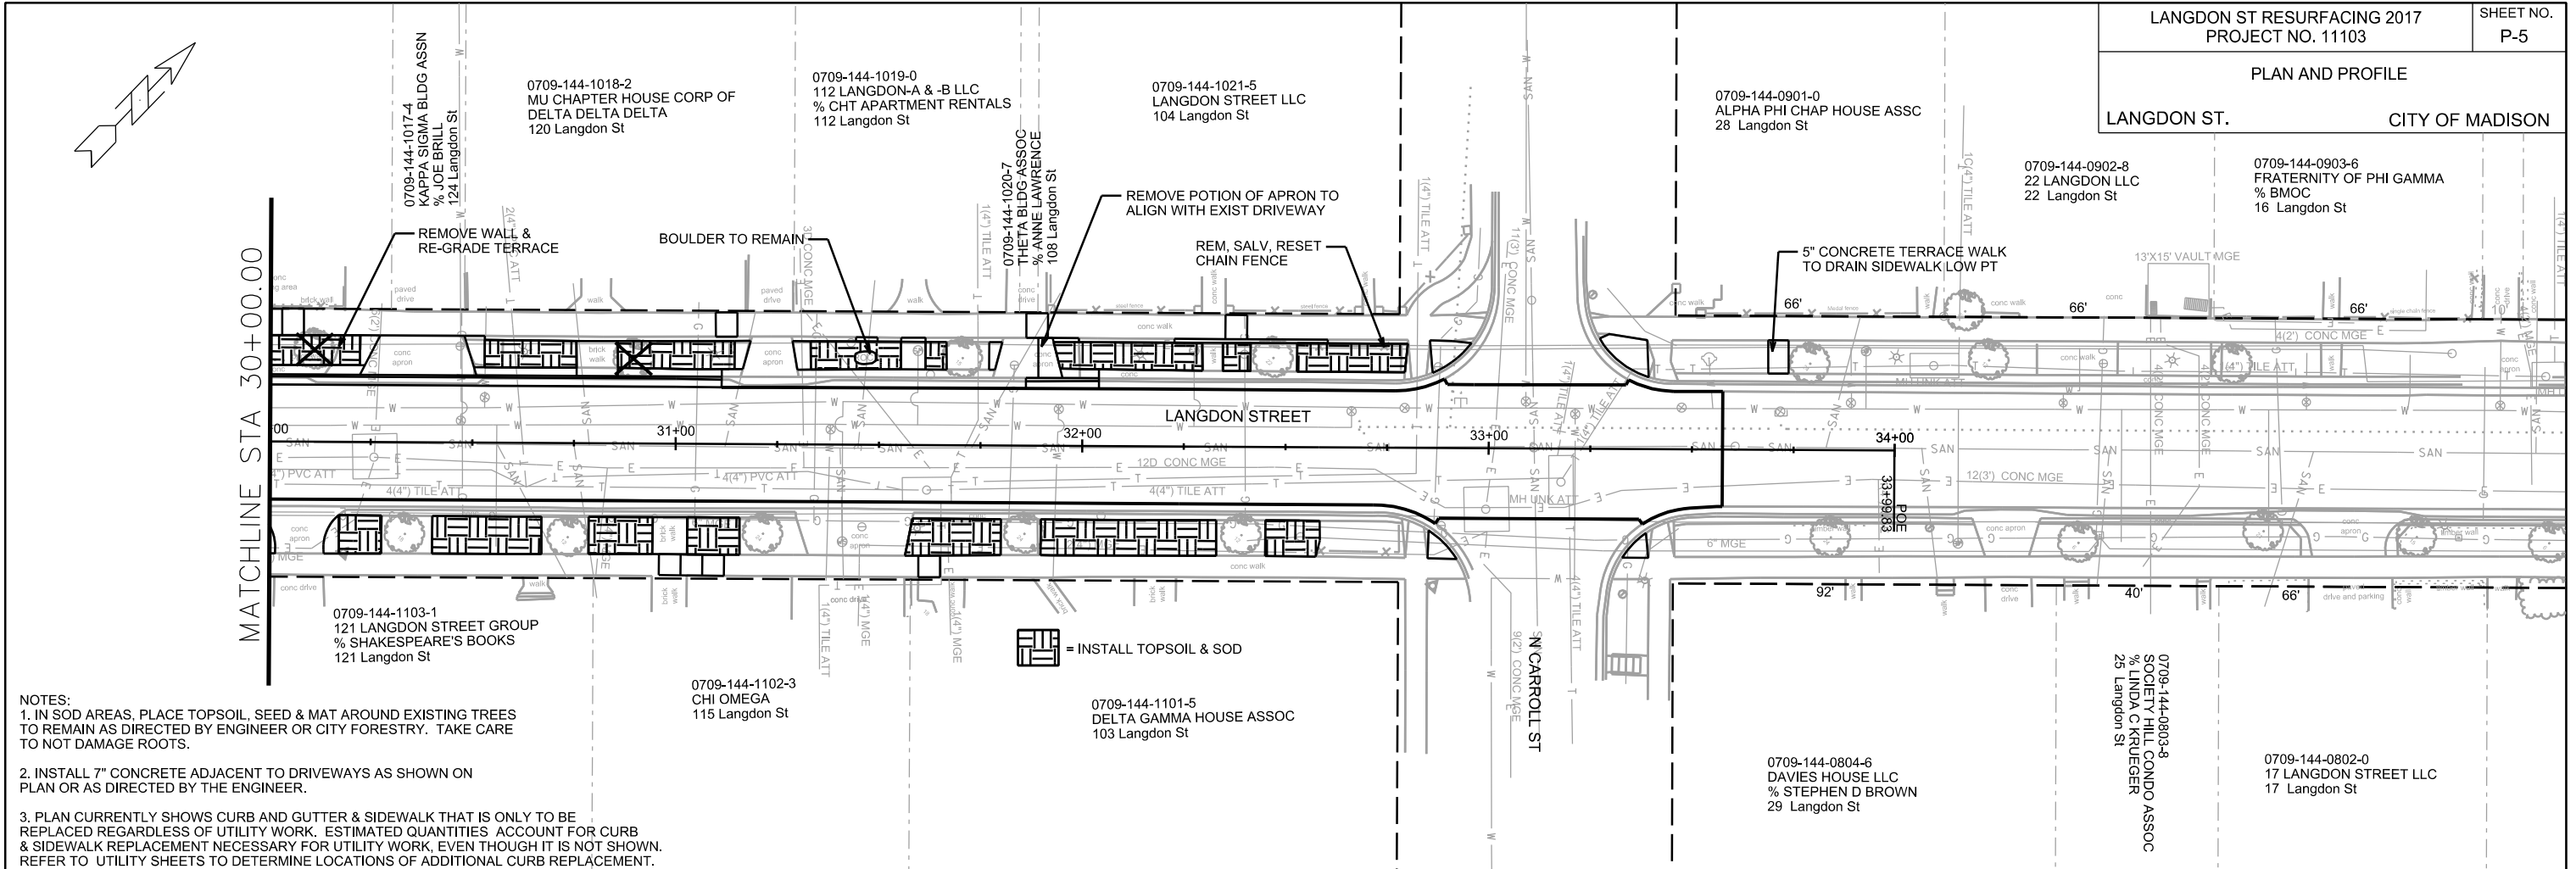 LANGDON ST RESURFACING 2017
PROJECT NO. 11103
SHEET NO.
P-5
PLAN AND PROFILE
LANGDON ST.
CITY OF MADISON
0709-144-1017-4
KAPPA SIGMA BLDG ASSN
% JOE BRILL
124 Langdon St
0709-144-1018-2
MU CHAPTER HOUSE CORP OF
DELTA DELTA DELTA
120 Langdon St
0709-144-1019-0
112 LANGDON-A & -B LLC
% CHT APARTMENT RENTALS
112 Langdon St
0709-144-1020-7
THETA BLDG ASSOC
% ANNE LAWRENCE
108 Langdon St
0709-144-1021-5
LANGDON STREET LLC
104 Langdon St
0709-144-0901-0
ALPHA PHI CHAP HOUSE ASSC
28 Langdon St
0709-144-0902-8
22 LANGDON LLC
22 Langdon St
0709-144-0903-6
FRATERNITY OF PHI GAMMA
% BMOC
16 Langdon St
REMOVE WALL &
RE-GRADE TERRACE
BOULDER TO REMAIN
REMOVE POTION OF APRON TO
ALIGN WITH EXIST DRIVEWAY
REM, SALV, RESET
CHAIN FENCE
5" CONCRETE TERRACE WALK
TO DRAIN SIDEWALK LOW PT
13'X15' VAULT MGE
66'
66'
66'
MATCHLINE STA 30+00.00
LANGDON STREET
31+00
32+00
33+00
34+00
33+99.83
POE
12D CONC MGE
4(4") PVC ATT
4(4") TILE ATT
4(4") TILE ATT
MH UNK ATT
12(3') CONC MGE
4(2') CONC MGE
6" MGE
11(3') CONC MGE
9(2') CONC MGE
N CARROLL ST
92'
40'
66'
0709-144-1103-1
121 LANGDON STREET GROUP
% SHAKESPEARE'S BOOKS
121 Langdon St
0709-144-1102-3
CHI OMEGA
115 Langdon St
= INSTALL TOPSOIL & SOD
0709-144-1101-5
DELTA GAMMA HOUSE ASSOC
103 Langdon St
0709-144-0804-6
DAVIES HOUSE LLC
% STEPHEN D BROWN
29 Langdon St
0709-144-0803-8
SOCIETY HILL CONDO ASSOC
% LINDA C KRUEGER
25 Langdon St
0709-144-0802-0
17 LANGDON STREET LLC
17 Langdon St
NOTES:
1. IN SOD AREAS, PLACE TOPSOIL, SEED & MAT AROUND EXISTING TREES
TO REMAIN AS DIRECTED BY ENGINEER OR CITY FORESTRY. TAKE CARE
TO NOT DAMAGE ROOTS.
2. INSTALL 7" CONCRETE ADJACENT TO DRIVEWAYS AS SHOWN ON
PLAN OR AS DIRECTED BY THE ENGINEER.
3. PLAN CURRENTLY SHOWS CURB AND GUTTER & SIDEWALK THAT IS ONLY TO BE
REPLACED REGARDLESS OF UTILITY WORK. ESTIMATED QUANTITIES ACCOUNT FOR CURB
& SIDEWALK REPLACEMENT NECESSARY FOR UTILITY WORK, EVEN THOUGH IT IS NOT SHOWN.
REFER TO UTILITY SHEETS TO DETERMINE LOCATIONS OF ADDITIONAL CURB REPLACEMENT.